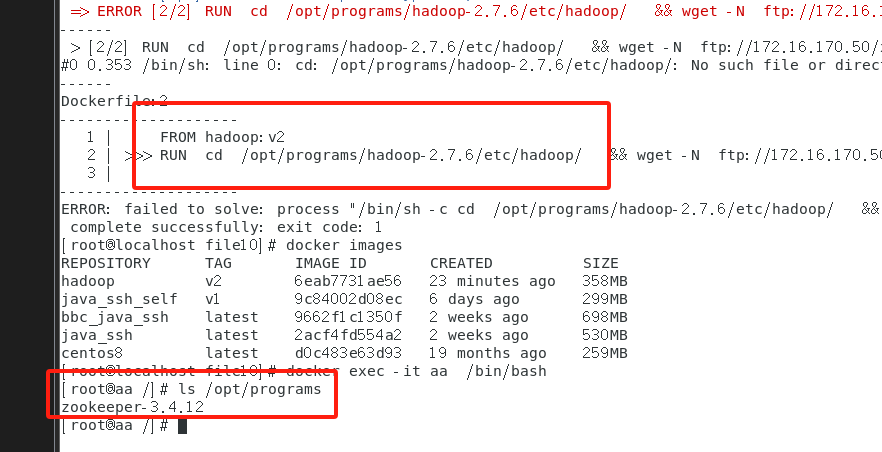 => ERROR [2/2] RUN cd /opt/programs/hadoop-2.7.6/etc/hadoop/ && wget -N ftp://172.16.1
------
> [2/2] RUN cd /opt/programs/hadoop-2.7.6/etc/hadoop/ && wget -N ftp://172.16.170.50/
#0 0.353 /bin/sh: line 0: cd: /opt/programs/hadoop-2.7.6/etc/hadoop/: No such file or direc
------
Dockerfile:2
--------------------
1 | FROM hadoop:v2
2 | >>> RUN cd /opt/programs/hadoop-2.7.6/etc/hadoop/ && wget -N ftp://172.16.170.50
3 |
--------------------
ERROR: failed to solve: process "/bin/sh -c cd /opt/programs/hadoop-2.7.6/etc/hadoop/ &&
complete successfully: exit code: 1
[root@localhost file10]# docker images
REPOSITORY TAG IMAGE ID CREATED SIZE
hadoop v2 6eab7731ae56 23 minutes ago 358MB
java_ssh_self v1 9c84002d08ec 6 days ago 299MB
bbc_java_ssh latest 9662f1c1350f 2 weeks ago 698MB
java_ssh latest 2acf4fd554a2 2 weeks ago 530MB
centos8 latest d0c483e63d93 19 months ago 259MB
[root@localhost file10]# docker exec -it aa /bin/bash
[root@aa /]# ls /opt/programs
zookeeper-3.4.12
[root@aa /]#